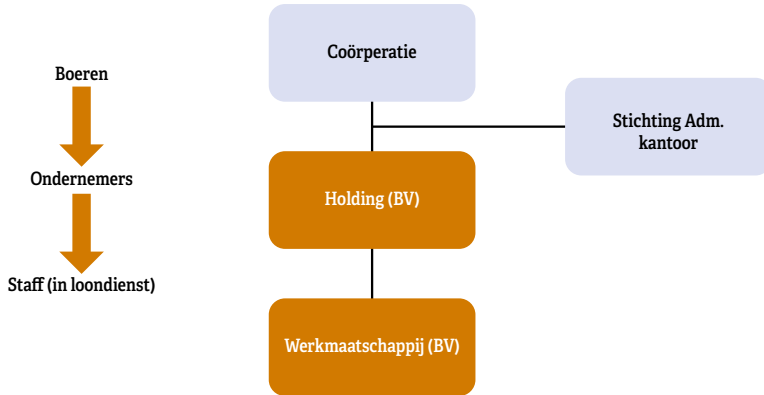 Coörperatie
Boeren
Stichting Adm.
kantoor
Ondernemers
Holding (BV)
Staff (in loondienst)
Werkmaatschappij (BV)